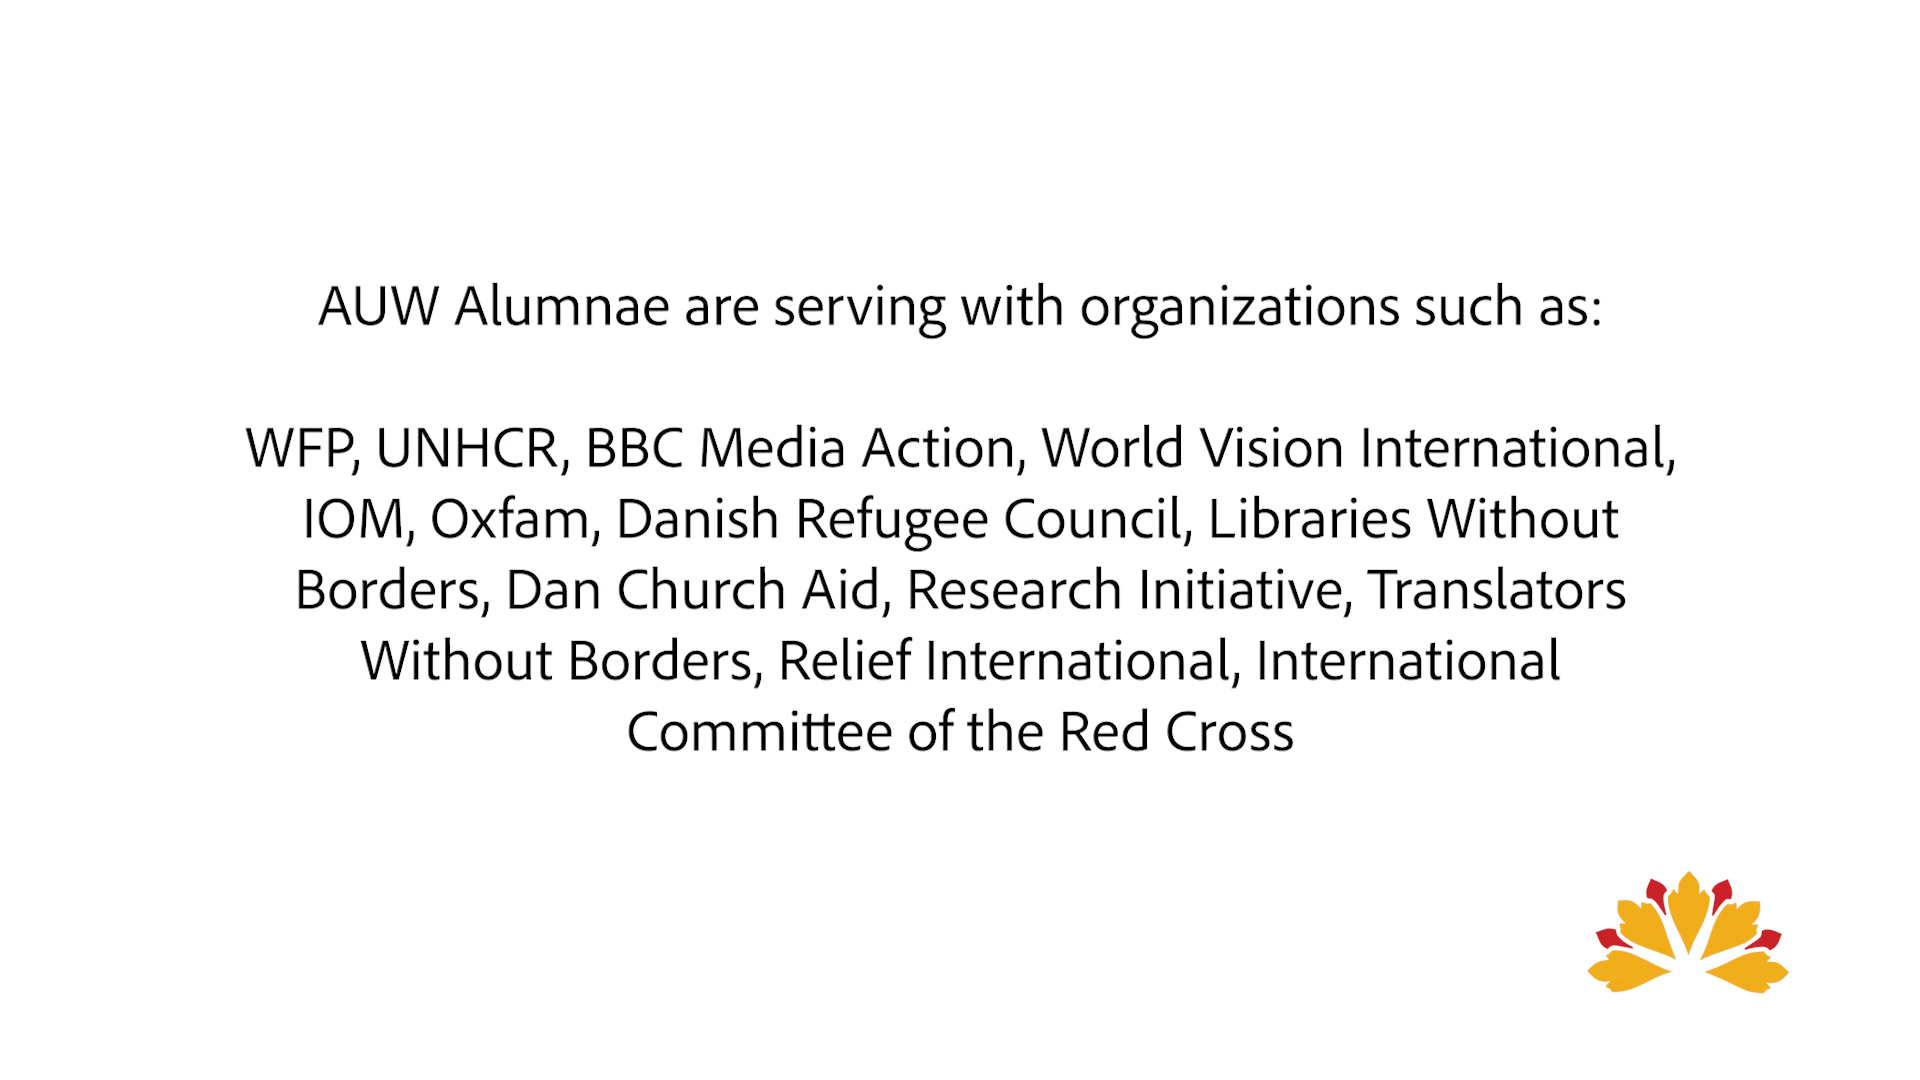 AUW Alumnae are serving with organizations such as:
WFP, UNHCR, BBC Media Action, World Vision International,
IOM, Oxfam, Danish Refugee Council, Libraries Without
Borders, Dan Church Aid, Research Initiative, Translators
Without Borders, Relief International, International
Committee of the Red Cross